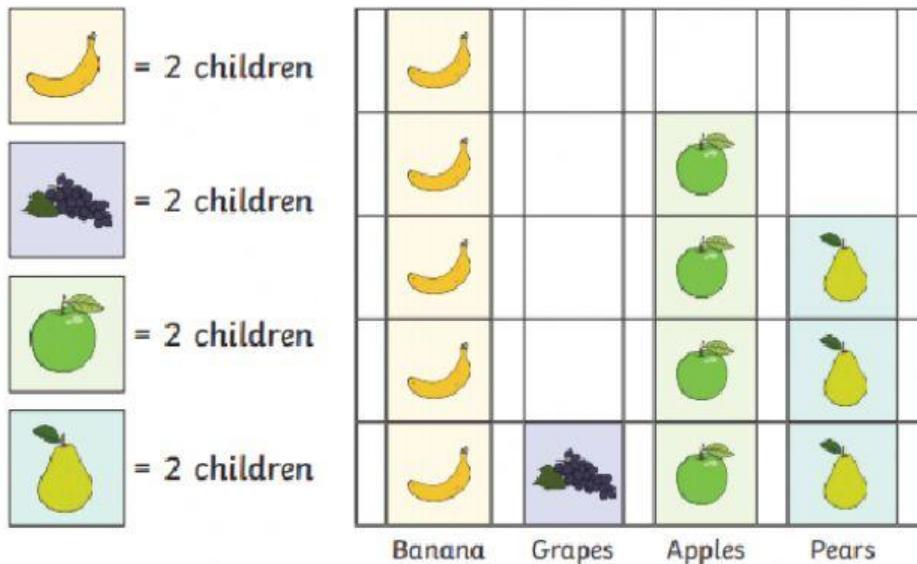 = 2 children
= 2 children
= 2 children
= 2 children
Banana Grapes Apples Pears